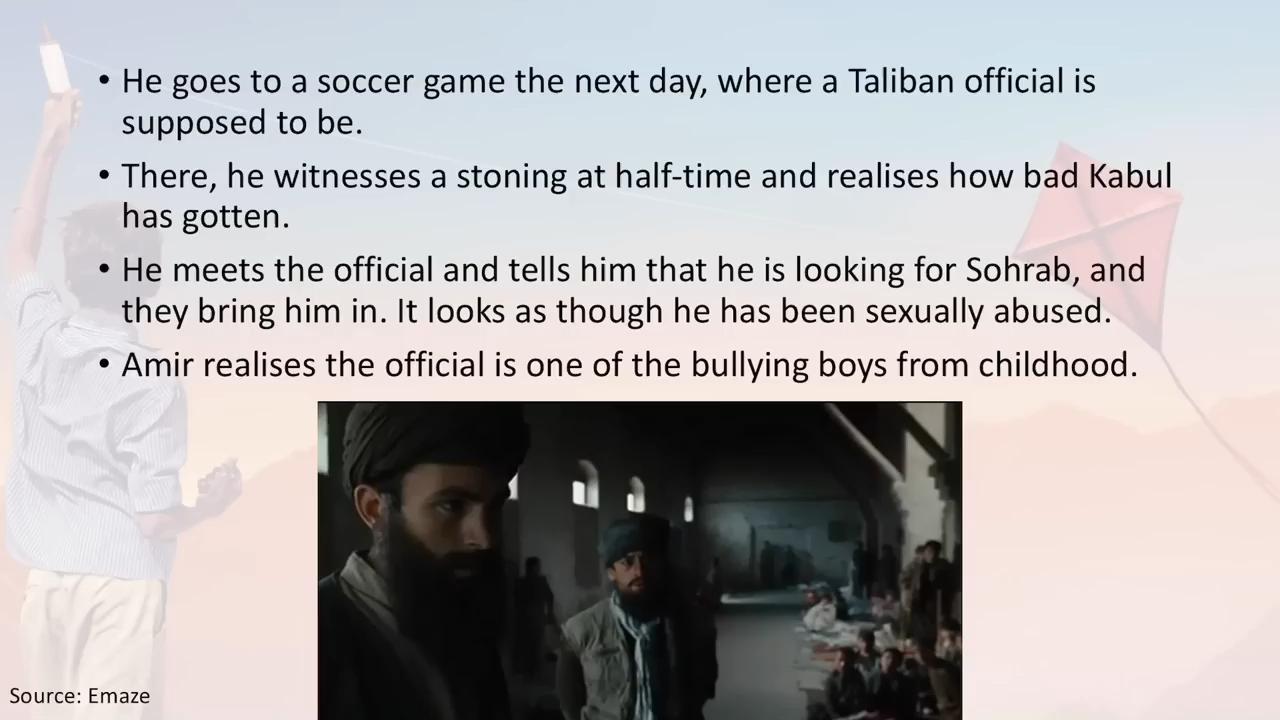 • He goes to a soccer game the next day, where a Taliban official is
supposed to be.
• There, he witnesses a stoning at half-time and realises how bad Kabul
has gotten.
• He meets the official and tells him that he is looking for Sohrab, and
they bring him in. It looks as though he has been sexually abused.
• Amir realises the official is one of the bullying boys from childhood.
Source: Emaze